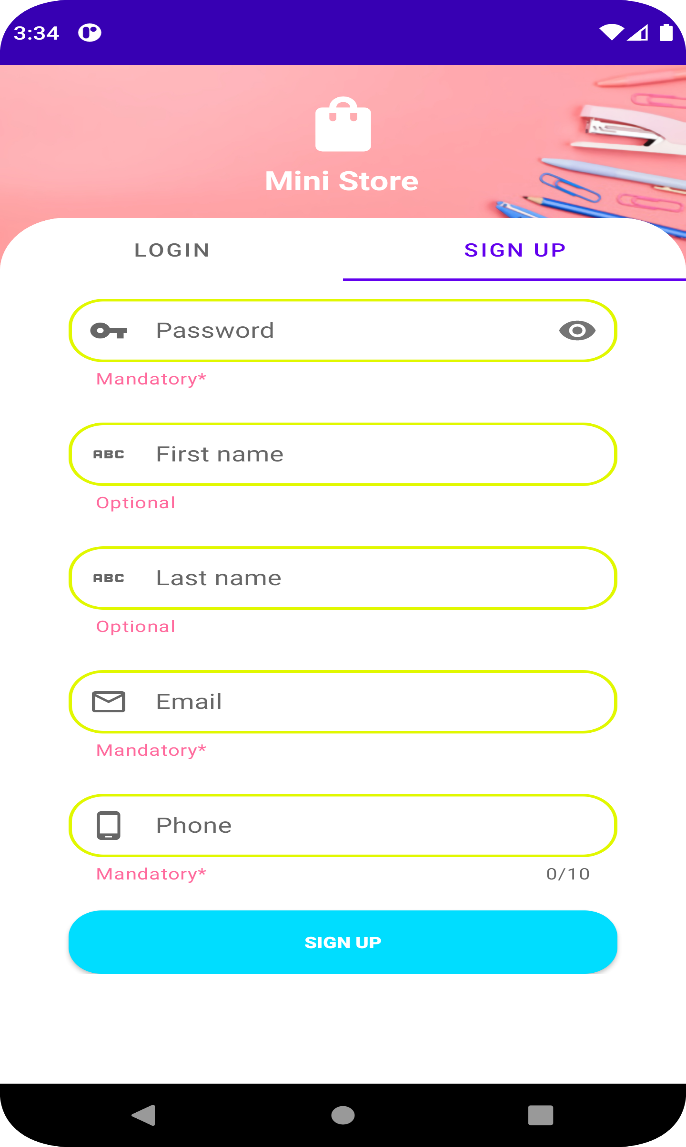 3:34
Mini Store
LOGIN SIGN UP
Password
Mandatory*
ABC First name
Optional
ABC Last name
Optional
Email
Mandatory*
Phone
Mandatory* 0/10
SIGN UP